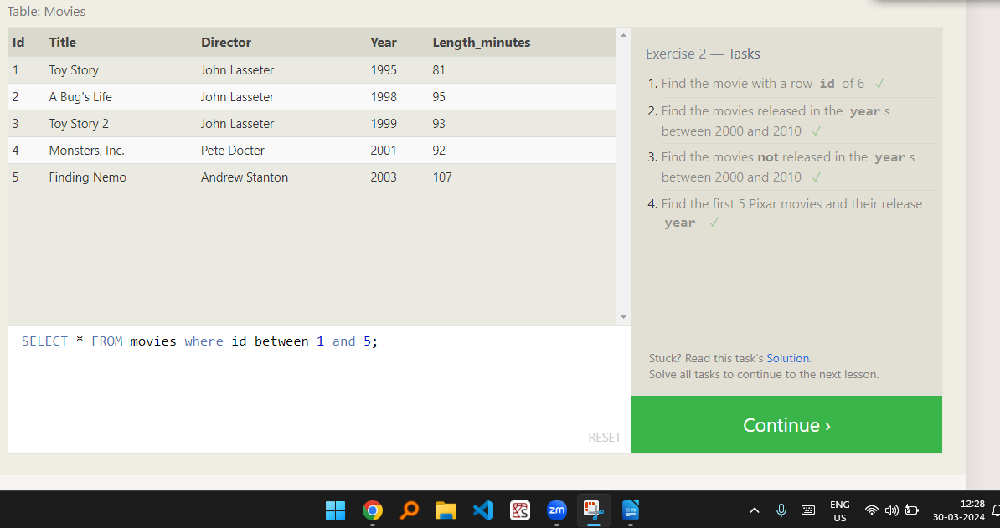 Table: Movies
Id Title Director Year Length_minutes
1 Toy Story John Lasseter 1995 81
2 A Bug's Life John Lasseter 1998 95
3 Toy Story 2 John Lasseter 1999 93
4 Monsters, Inc. Pete Docter 2001 92
5 Finding Nemo Andrew Stanton 2003 107
SELECT * FROM movies where id between 1 and 5;
RESET
Exercise 2 — Tasks
1. Find the movie with a row id of 6 ✓
2. Find the movies released in the year s
between 2000 and 2010 ✓
3. Find the movies not released in the year s
between 2000 and 2010 ✓
4. Find the first 5 Pixar movies and their release
year ✓
Stuck? Read this task's Solution.
Solve all tasks to continue to the next lesson.
Continue ›
zm
ENG
US
12:28
30-03-2024